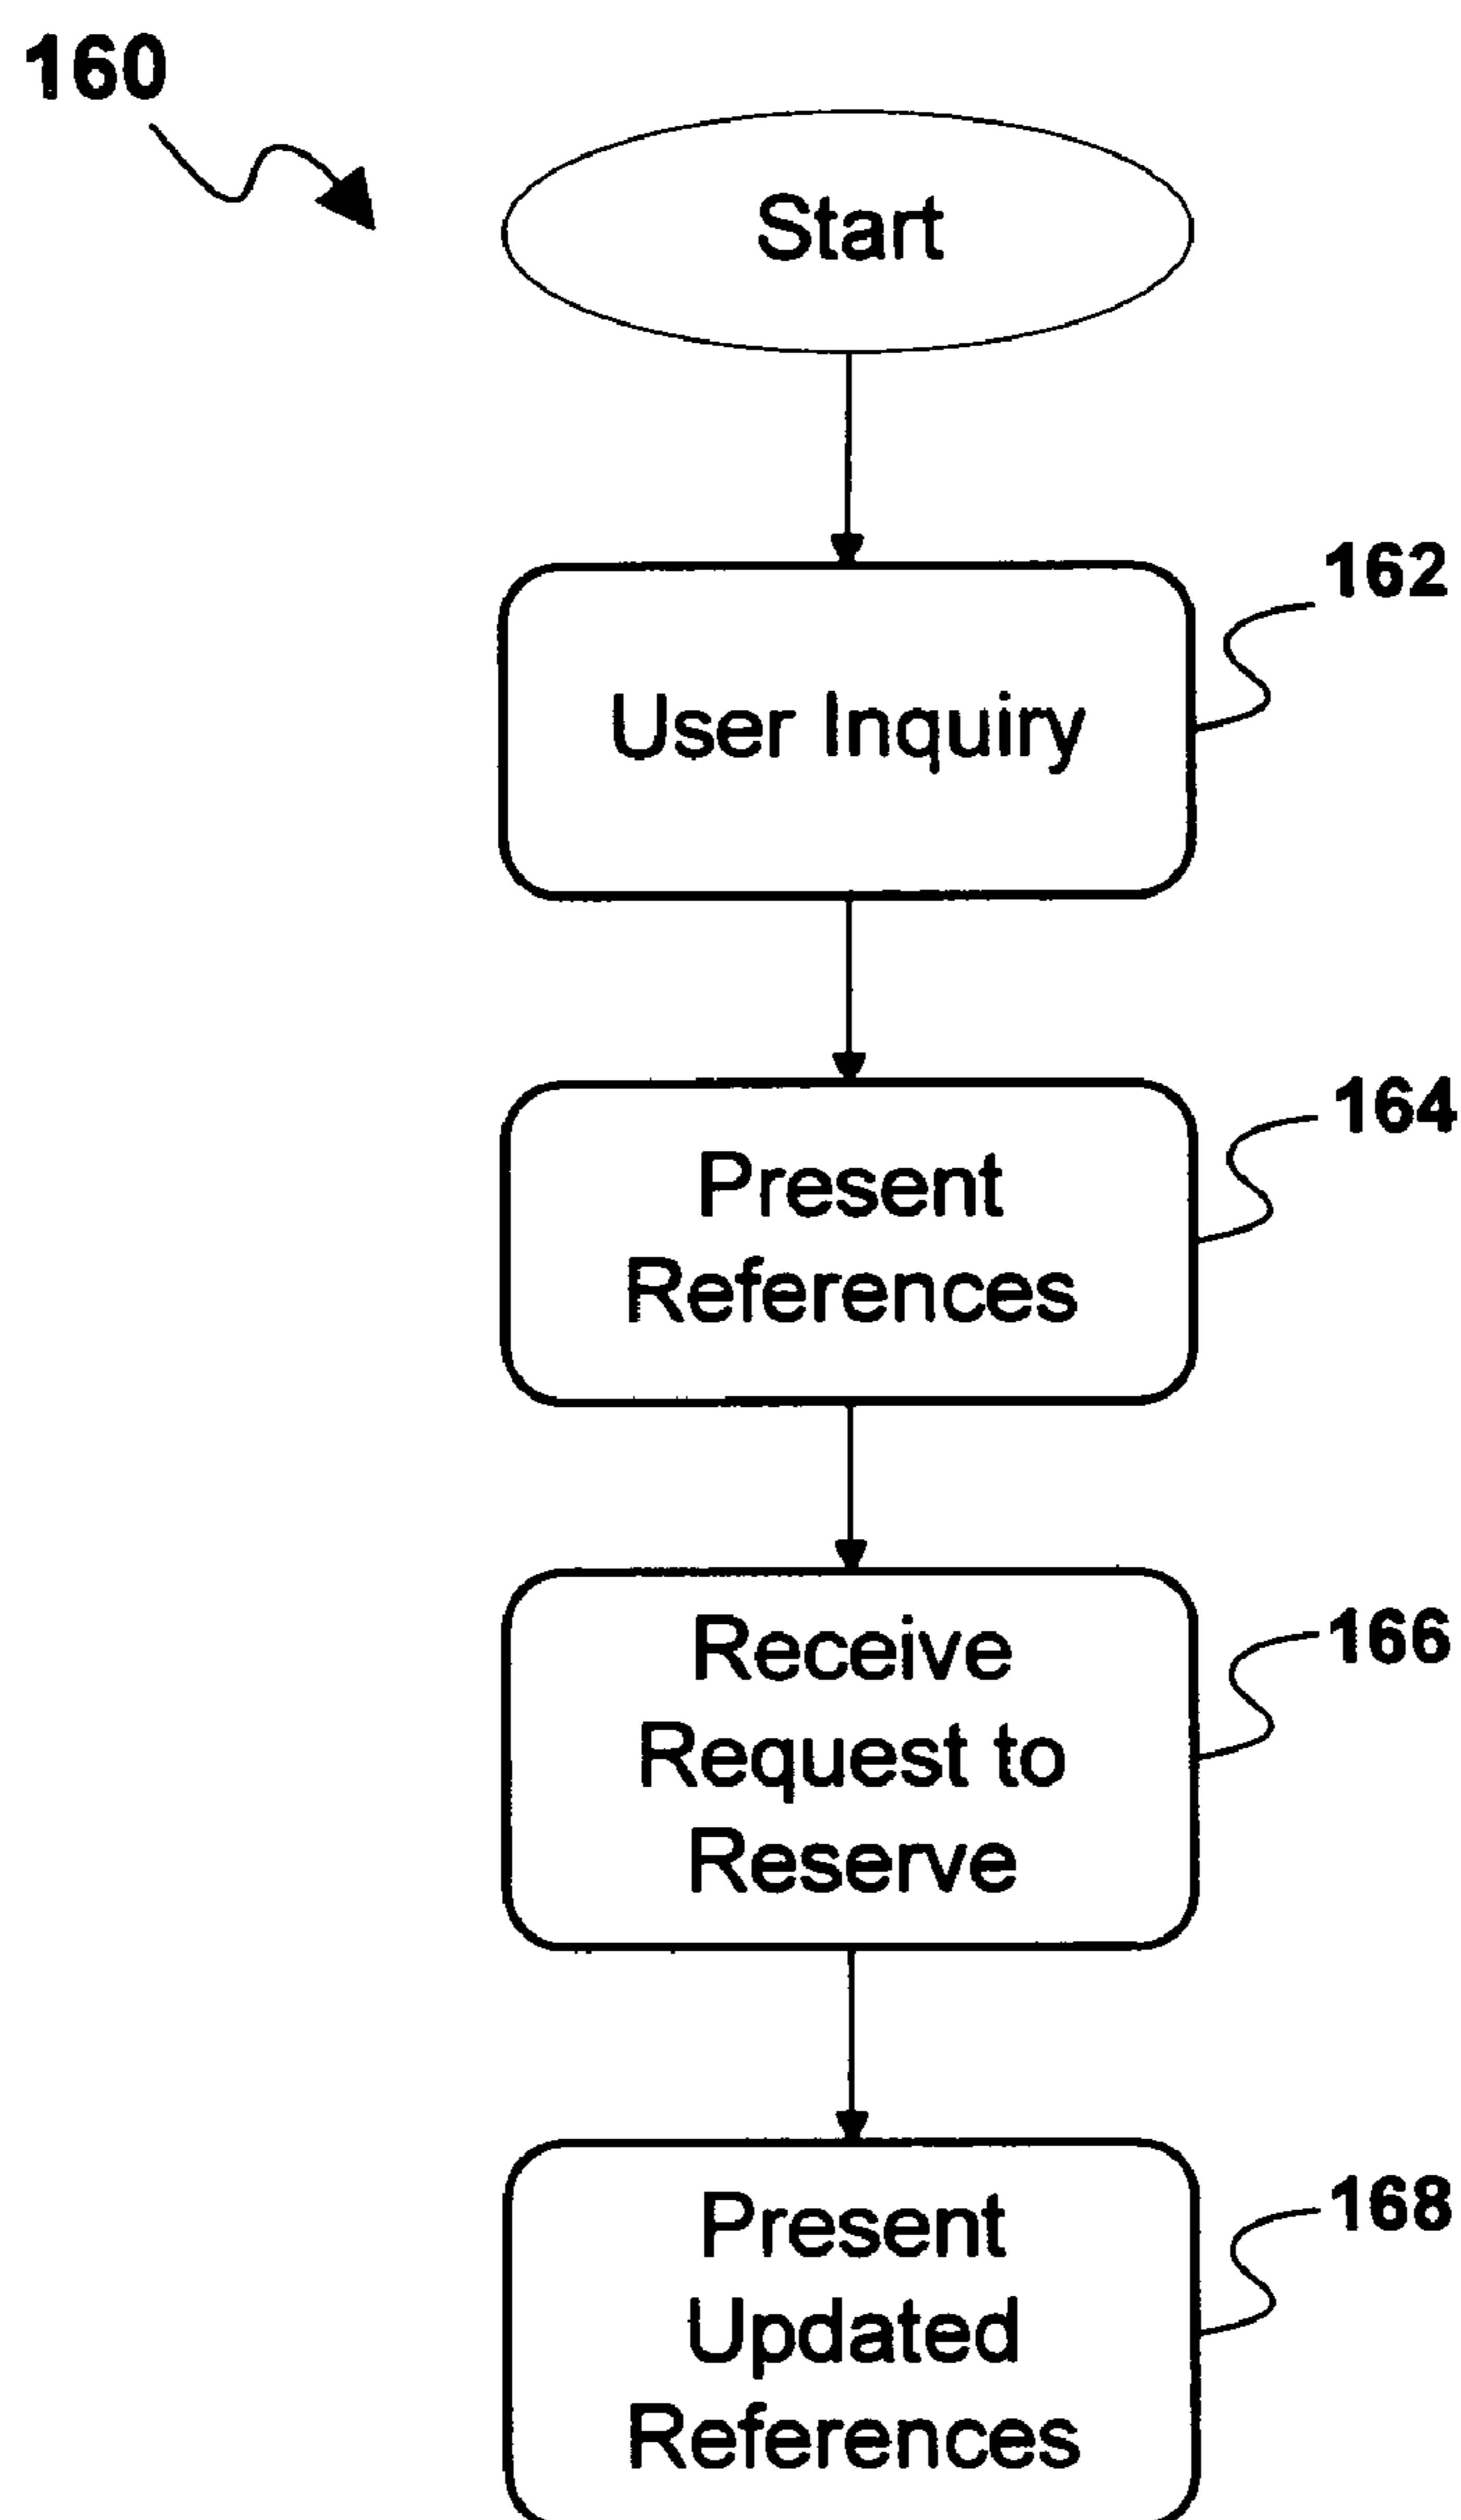 160
Start
162
User Inquiry
164
Present
References
166
Receive
Request to
Reserve
168
Present
Updated
References